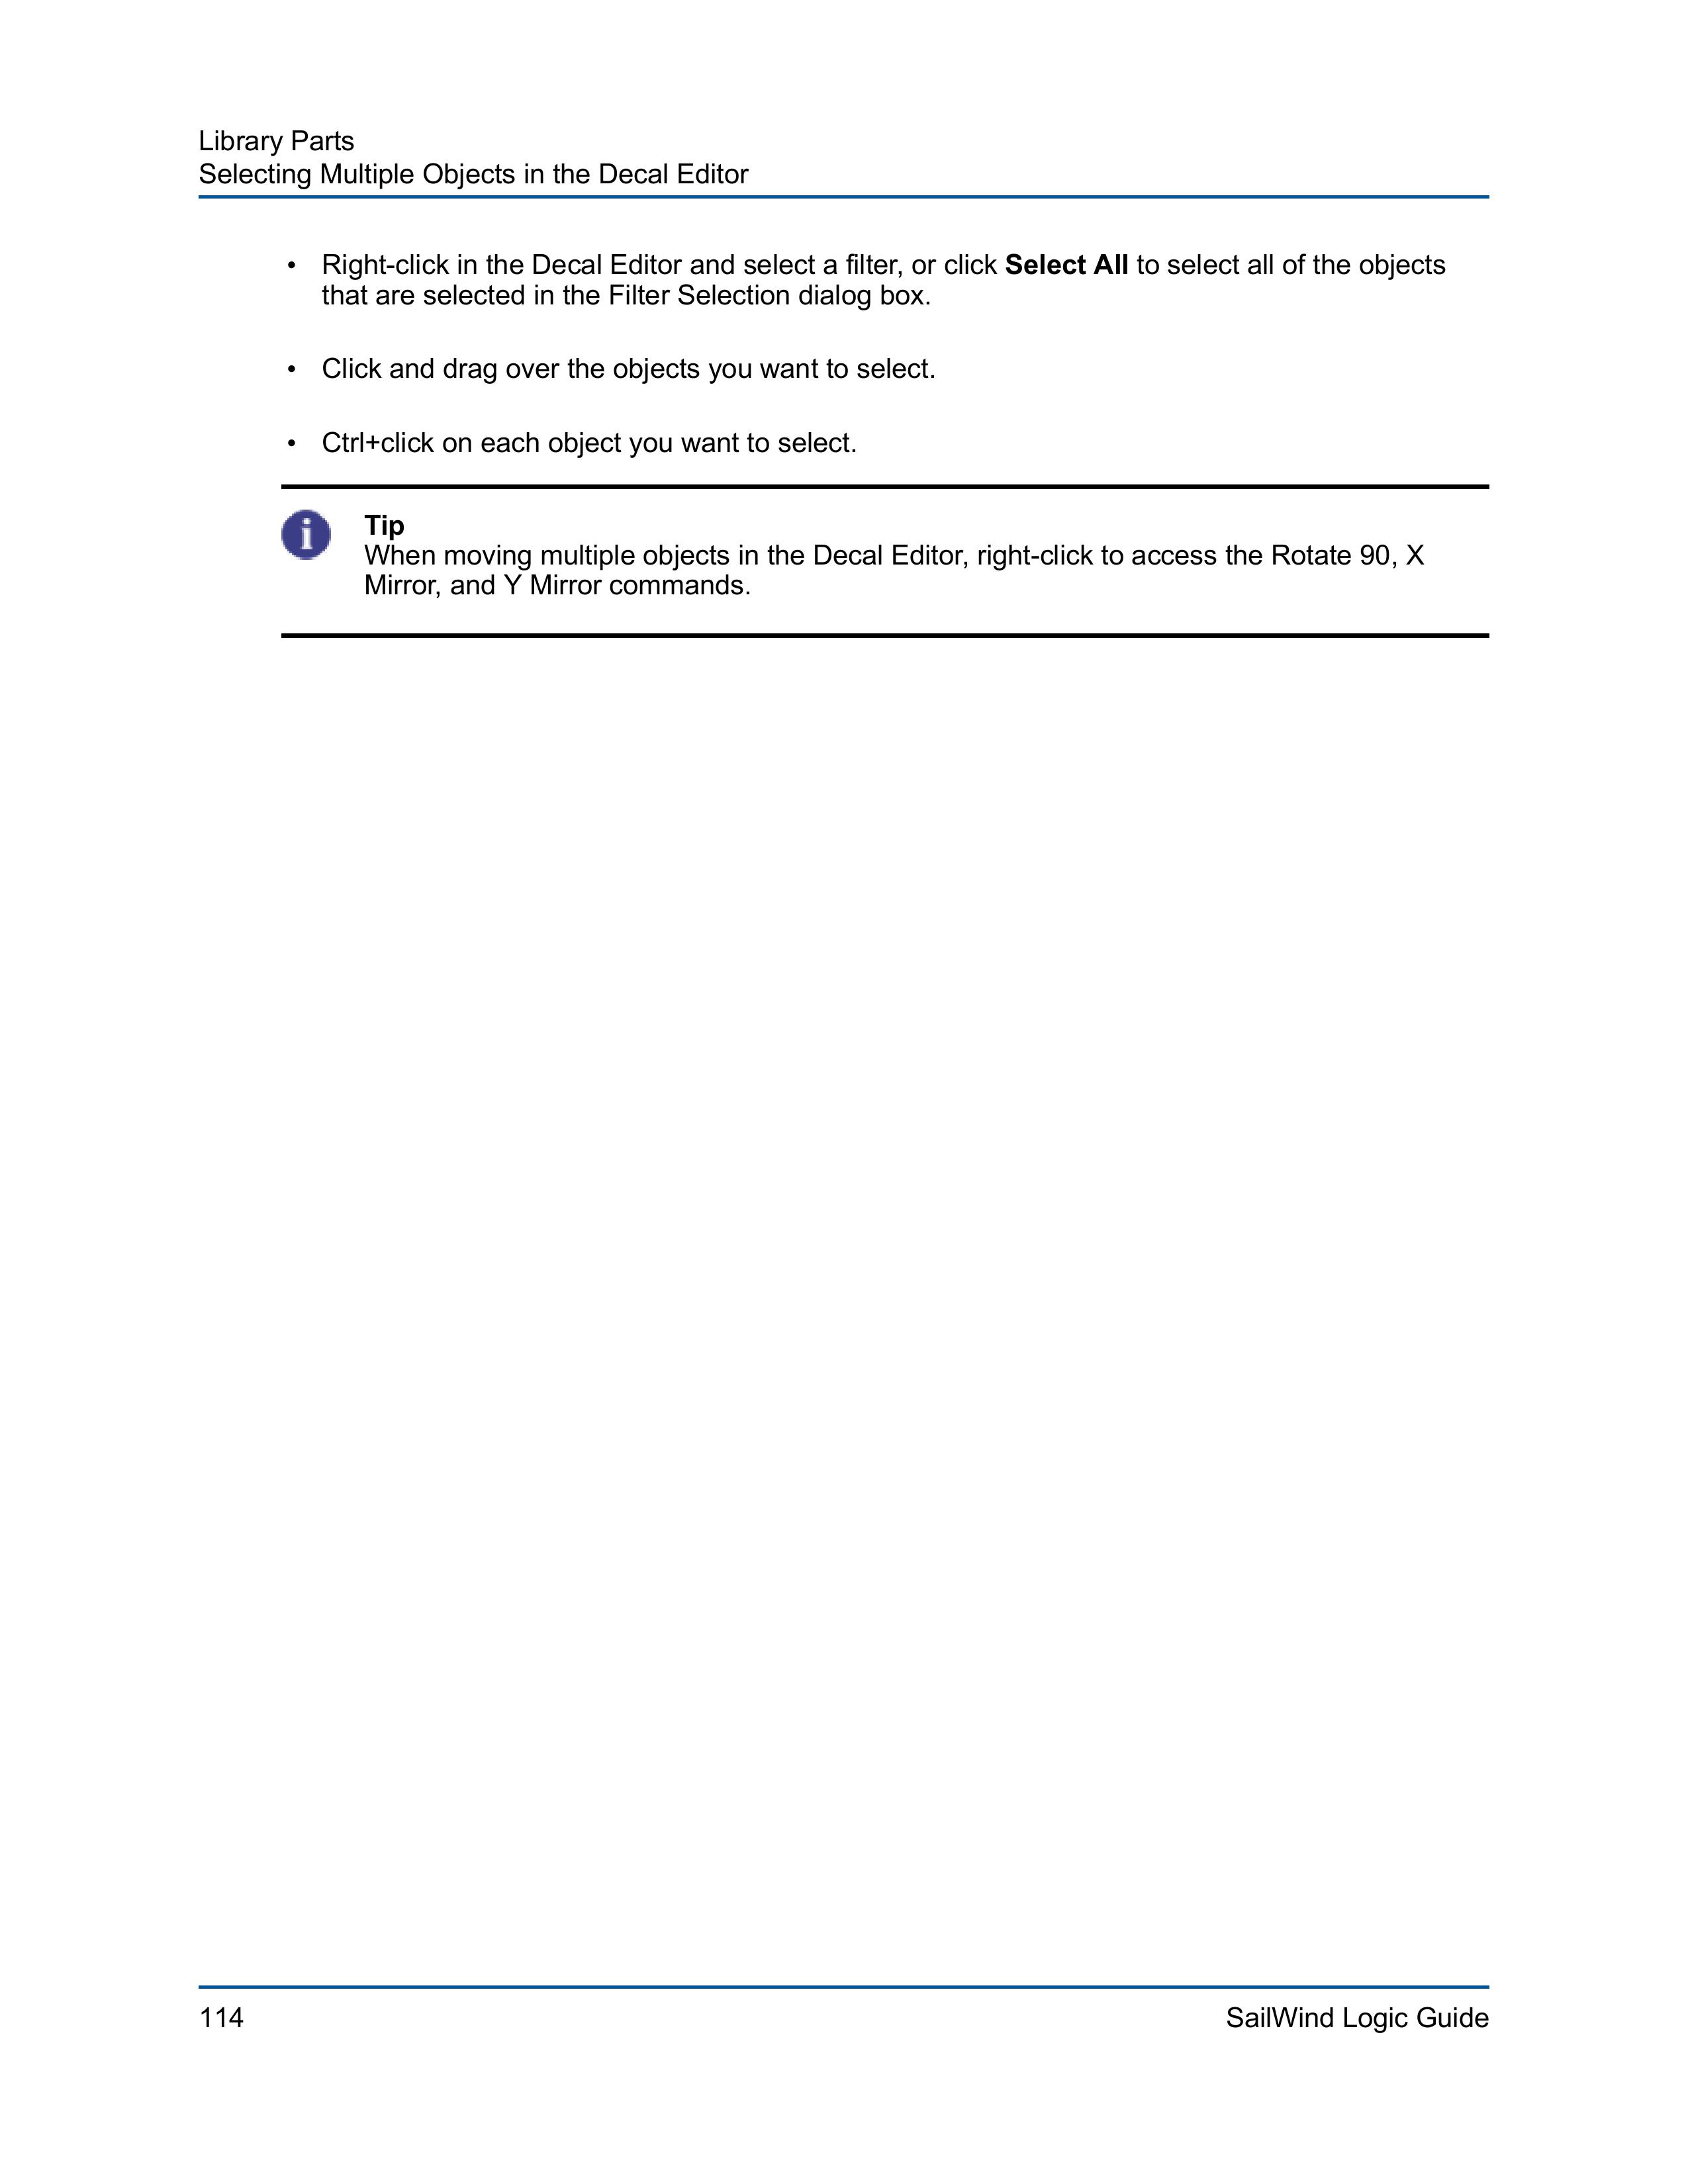 Library Parts
Selecting Multiple Objects in the Decal Editor
• Right-click in the Decal Editor and select a filter, or click Select All to select all of the objects
that are selected in the Filter Selection dialog box.
• Click and drag over the objects you want to select.
• Ctrl+click on each object you want to select.
Tip
When moving multiple objects in the Decal Editor, right-click to access the Rotate 90, X
Mirror, and Y Mirror commands.
114
SailWind Logic Guide